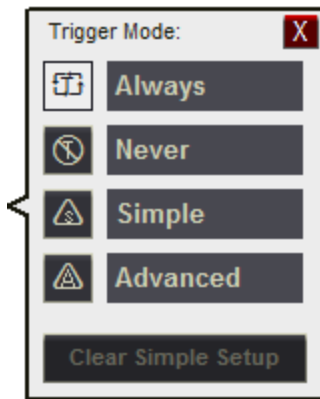 Trigger Mode:
X
Always
Never
Simple
Advanced
Clear Simple Setup